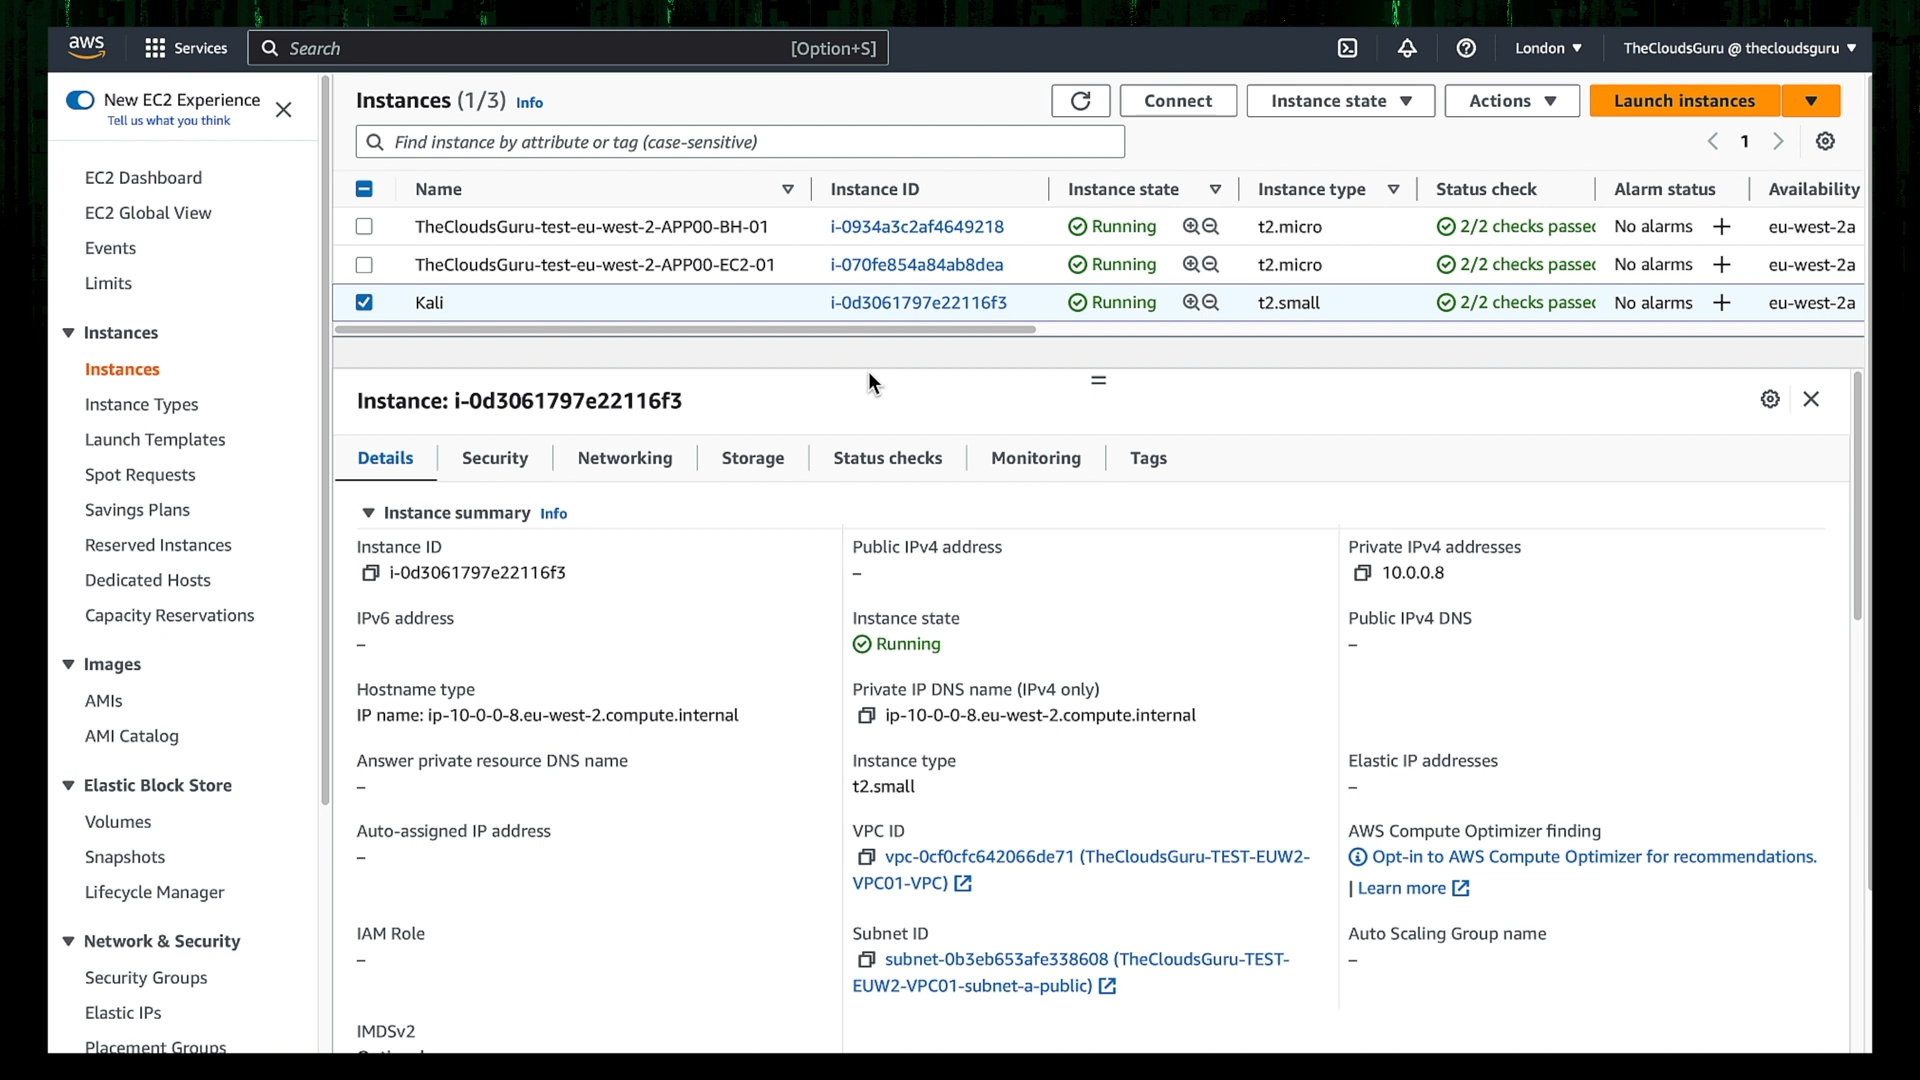 aws
Services
Search
[Option+S]
London ▼
TheCloudsGuru @ thecloudsguru ▼
New EC2 Experience
Tell us what you think
EC2 Dashboard
EC2 Global View
Events
Limits
Instances
Instances
Instance Types
Launch Templates
Spot Requests
Savings Plans
Reserved Instances
Dedicated Hosts
Capacity Reservations
Images
AMIs
AMI Catalog
Elastic Block Store
Volumes
Snapshots
Lifecycle Manager
Network & Security
Security Groups
Elastic IPs
Placement Groups
Instances (1/3) Info
Connect
Instance state ▼
Actions ▼
Launch instances
Find instance by attribute or tag (case-sensitive)
1
Name Instance ID Instance state Instance type Status check Alarm status Availability
TheCloudsGuru-test-eu-west-2-APP00-BH-01 i-0934a3c2af4649218 Running t2.micro 2/2 checks passed No alarms + eu-west-2a
TheCloudsGuru-test-eu-west-2-APP00-EC2-01 i-070fe854a84ab8dea Running t2.micro 2/2 checks passed No alarms + eu-west-2a
Kali i-0d3061797e22116f3 Running t2.small 2/2 checks passed No alarms + eu-west-2a
Instance: i-0d3061797e22116f3
Details Security Networking Storage Status checks Monitoring Tags
Instance summary Info
Instance ID
i-0d3061797e22116f3
Public IPv4 address
–
Private IPv4 addresses
10.0.0.8
IPv6 address
–
Instance state
Running
Public IPv4 DNS
–
Hostname type
IP name: ip-10-0-0-8.eu-west-2.compute.internal
Private IP DNS name (IPv4 only)
ip-10-0-0-8.eu-west-2.compute.internal
Answer private resource DNS name
–
Instance type
t2.small
Elastic IP addresses
–
Auto-assigned IP address
–
VPC ID
vpc-0cf0cfc642066de71 (TheCloudsGuru-TEST-EUW2-
VPC01-VPC)
AWS Compute Optimizer finding
Opt-in to AWS Compute Optimizer for recommendations.
| Learn more
IAM Role
–
Subnet ID
subnet-0b3eb653afe338608 (TheCloudsGuru-TEST-
EUW2-VPC01-subnet-a-public)
Auto Scaling Group name
–
IMDSv2